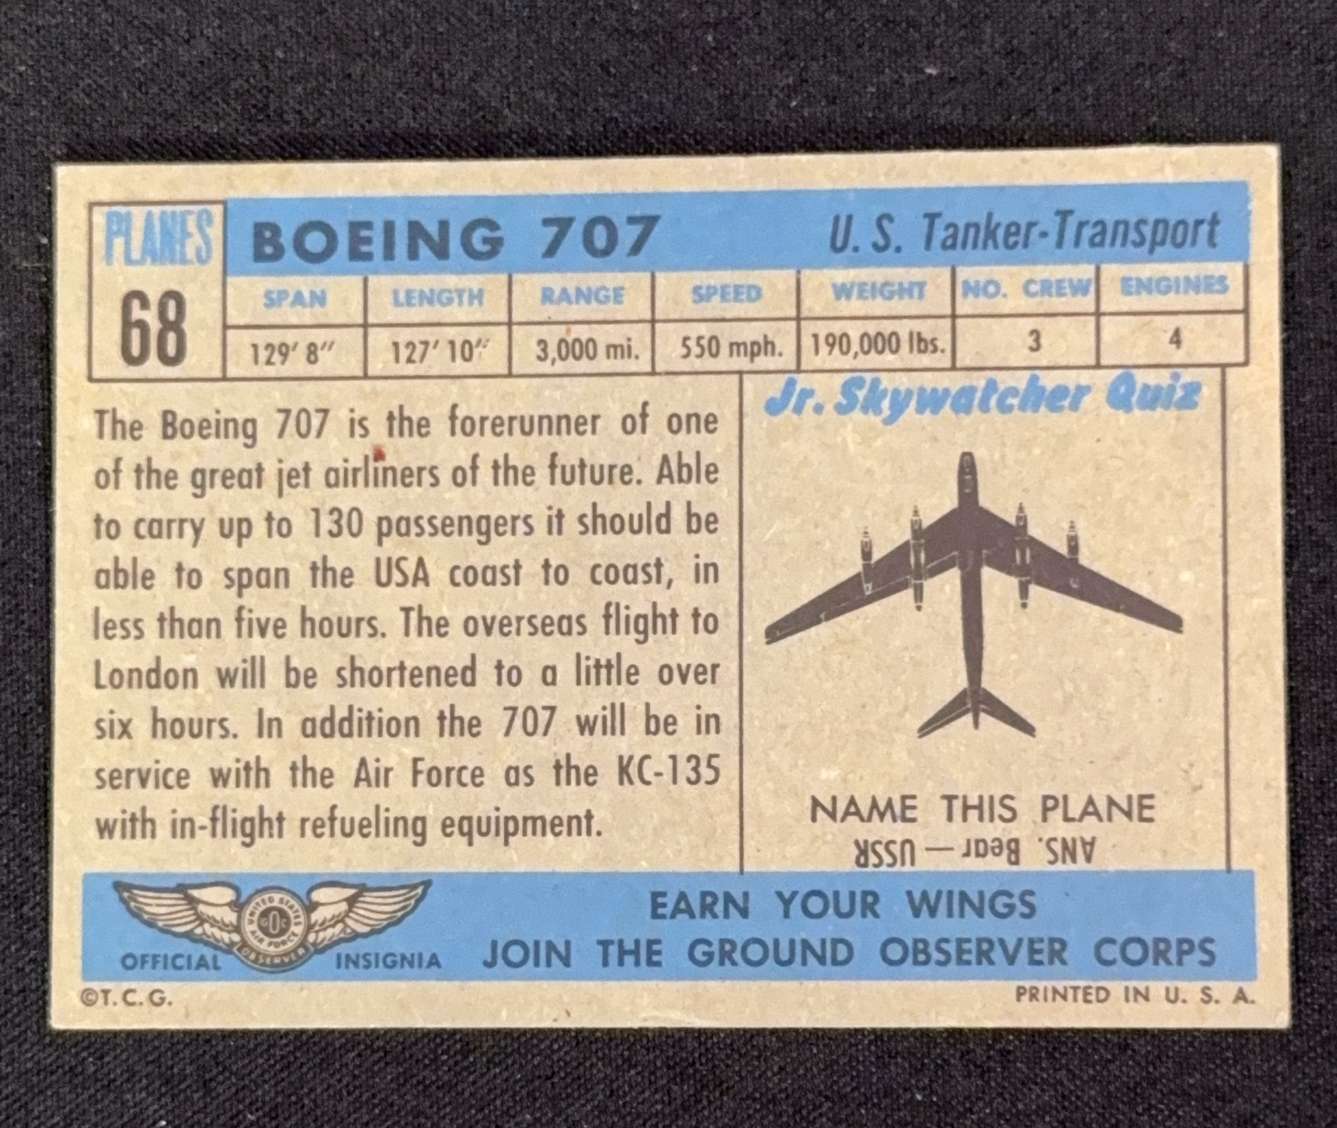 PLANES
68
BOEING 707 U. S. Tanker-Transport
SPAN LENGTH RANGE SPEED WEIGHT NO. CREW ENGINES
129' 8" 127' 10" 3,000 mi. 550 mph. 190,000 lbs. 3 4
The Boeing 707 is the forerunner of one
of the great jet airliners of the future. Able
to carry up to 130 passengers it should be
able to span the USA coast to coast, in
less than five hours. The overseas flight to
London will be shortened to a little over
six hours. In addition the 707 will be in
service with the Air Force as the KC-135
with in-flight refueling equipment.
Jr. Skywatcher Quiz
NAME THIS PLANE
ANS. Bear — USSR
UNITED STATES
GOC
AIR FORCE
OBSERVER
OFFICIAL INSIGNIA
EARN YOUR WINGS
JOIN THE GROUND OBSERVER CORPS
©T. C. G.
PRINTED IN U. S. A.